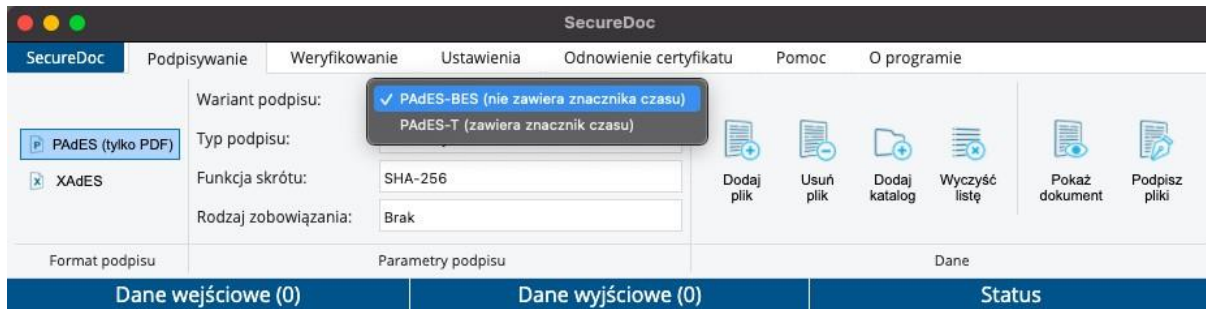 SecureDoc
SecureDoc Podpisywanie Weryfikowanie Ustawienia Odnowienie certyfikatu Pomoc O programie
PAdES (tylko PDF)
XAdES
Format podpisu
Wariant podpisu:
✓ PAdES-BES (nie zawiera znacznika czasu)
PAdES-T (zawiera znacznik czasu)
Typ podpisu:
Funkcja skrótu: SHA-256
Rodzaj zobowiązania: Brak
Parametry podpisu
Dodaj
plik
Usuń
plik
Dodaj
katalog
Wyczyść
listę
Pokaż
dokument
Podpisz
pliki
Dane
Dane wejściowe (0) Dane wyjściowe (0) Status